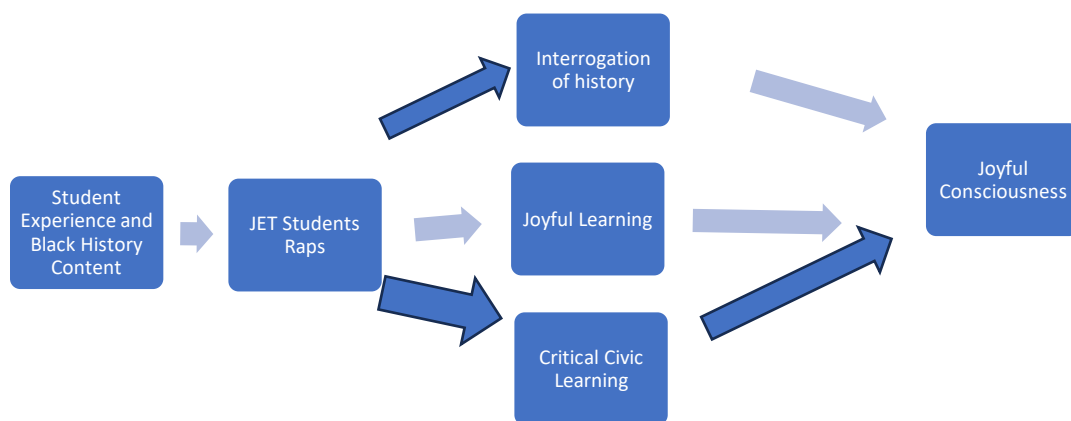 Student
Experience and
Black History
Content
JET Students
Raps
Interrogation
of history
Joyful Learning
Critical Civic
Learning
Joyful
Consciousness